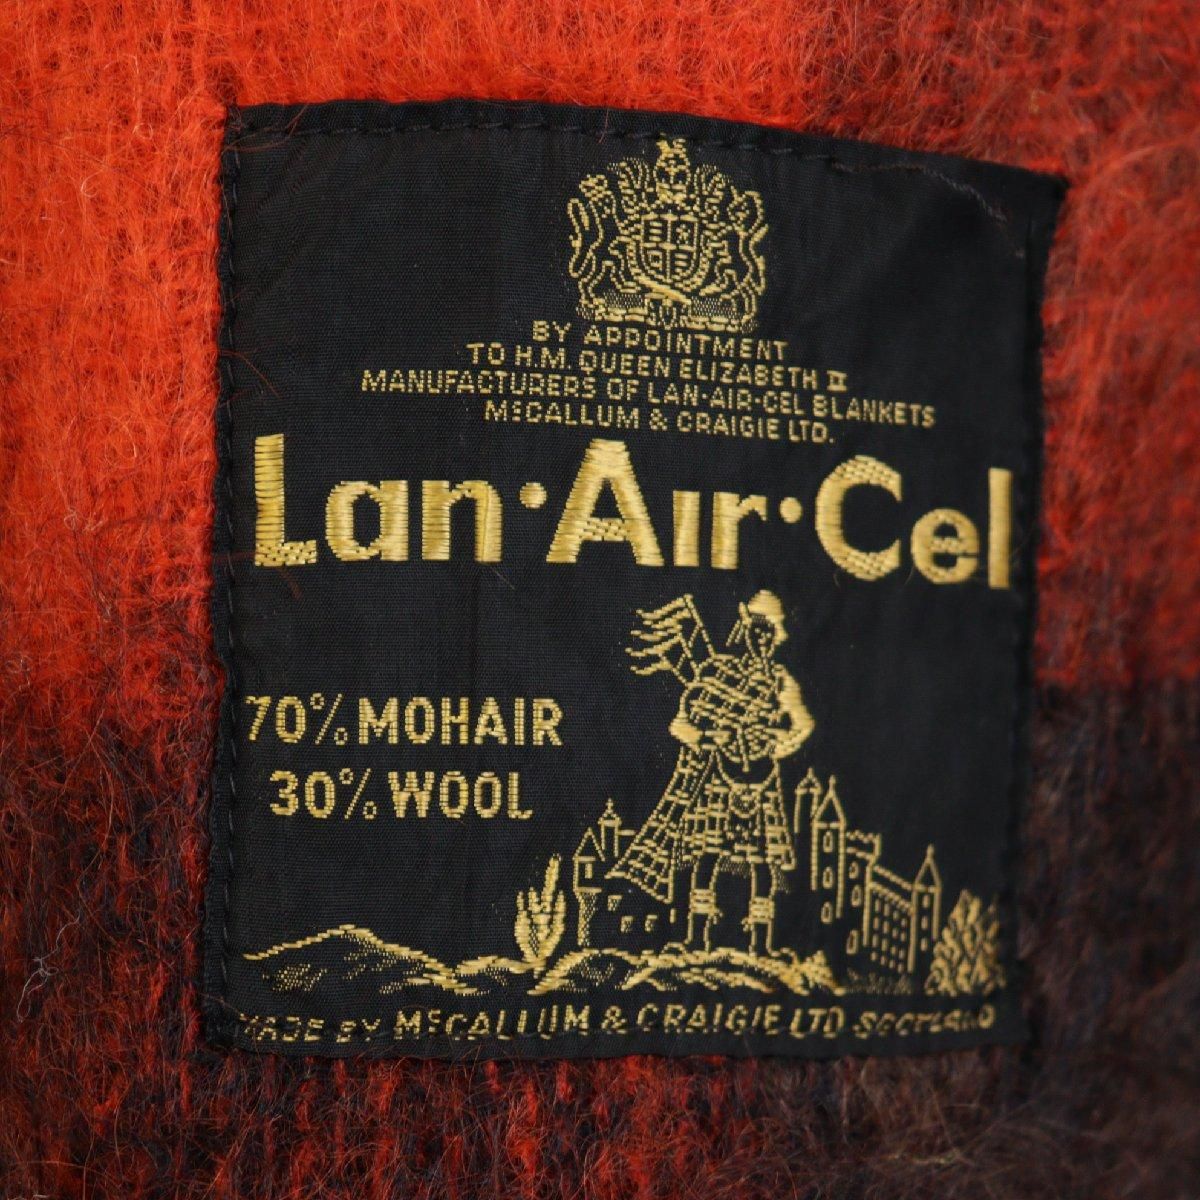 BY APPOINTMENT
TO H.M. QUEEN ELIZABETH II
MANUFACTURERS OF LAN-AIR-CEL BLANKETS
McCALLUM & CRAIGIE LTD.
Lan·Air·Cel
70% MOHAIR
30% WOOL
MADE BY McCALLUM & CRAIGIE LTD SCOTLAND